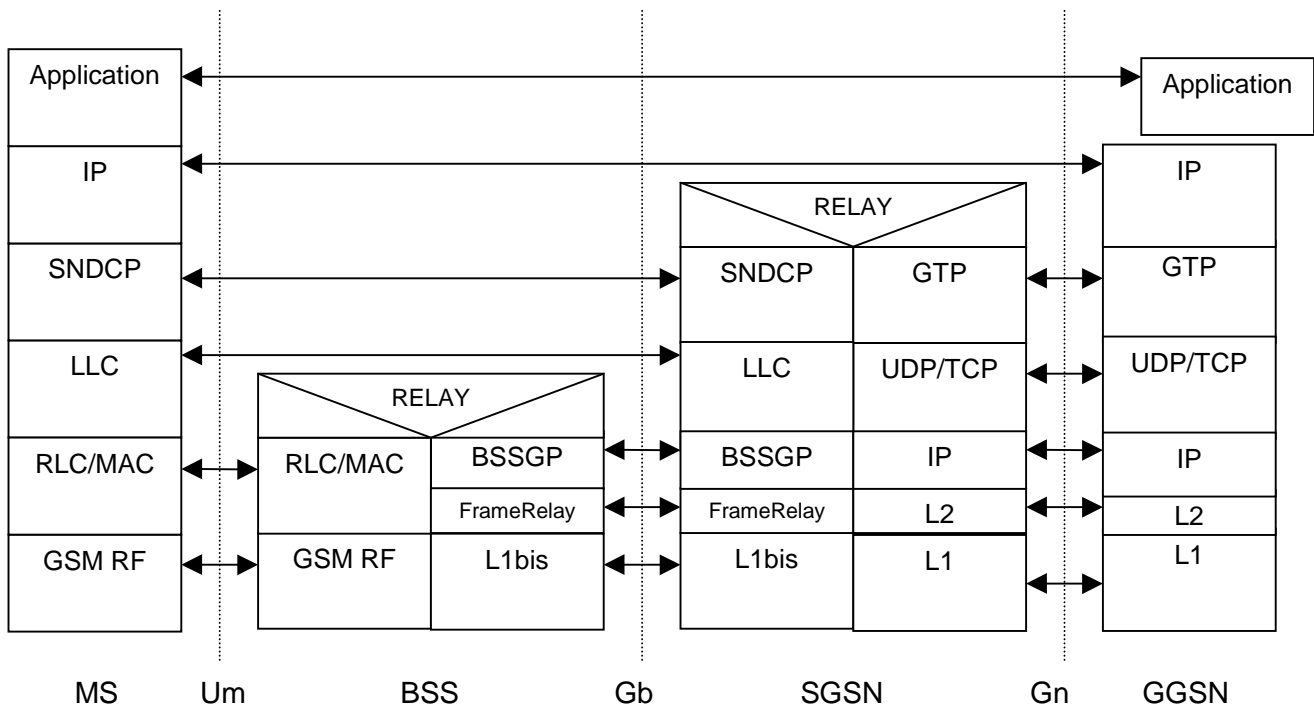 Application
Application
IP
IP
RELAY
SNDCP
SNDCP
GTP
GTP
LLC
LLC
UDP/TCP
UDP/TCP
RELAY
RLC/MAC
RLC/MAC
BSSGP
BSSGP
IP
IP
FrameRelay
FrameRelay
L2
L2
GSM RF
GSM RF
L1bis
L1bis
L1
L1
MS
Um
BSS
Gb
SGSN
Gn
GGSN